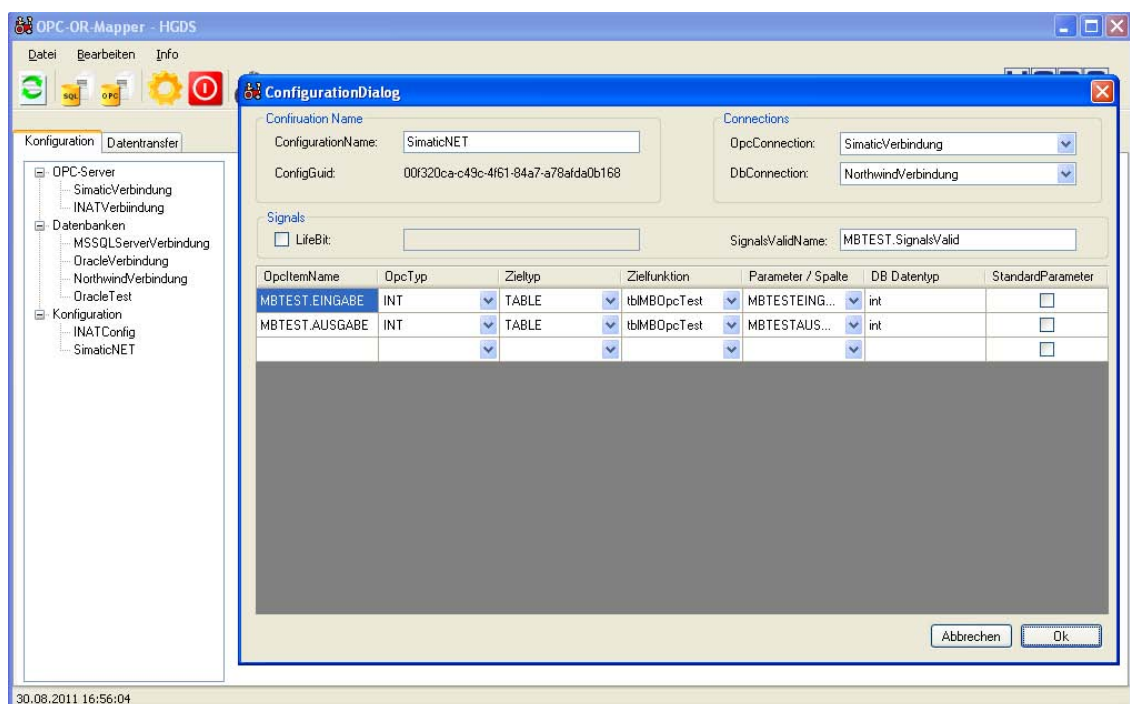 OPC-OR-Mapper - HGDS
Datei Bearbeiten Info
SQL OPC
Konfiguration Datentransfer
OPC-Server
SimaticVerbindung
INATVerbiindung
Datenbanken
MSSQLServerVerbindung
OracleVerbindung
NorthwindVerbindung
OracleTest
Konfiguration
INATConfig
SimaticNET
ConfigurationDialog
Confiruation Name
ConfigurationName: SimaticNET
ConfigGuid: 00f320ca-c49c-4f61-84a7-a78afda0b168
Connections
OpcConnection: SimaticVerbindung
DbConnection: NorthwindVerbindung
Signals
LifeBit:
SignalsValidName: MBTEST.SignalsValid
OpcItemName OpcTyp Zieltyp Zielfunktion Parameter / Spalte DB Datentyp StandardParameter
MBTEST.EINGABE INT TABLE tblMBOpcTest MBTESTEING... int
MBTEST.AUSGABE INT TABLE tblMBOpcTest MBTESTAUS... int
Abbrechen Ok
30.08.2011 16:56:04